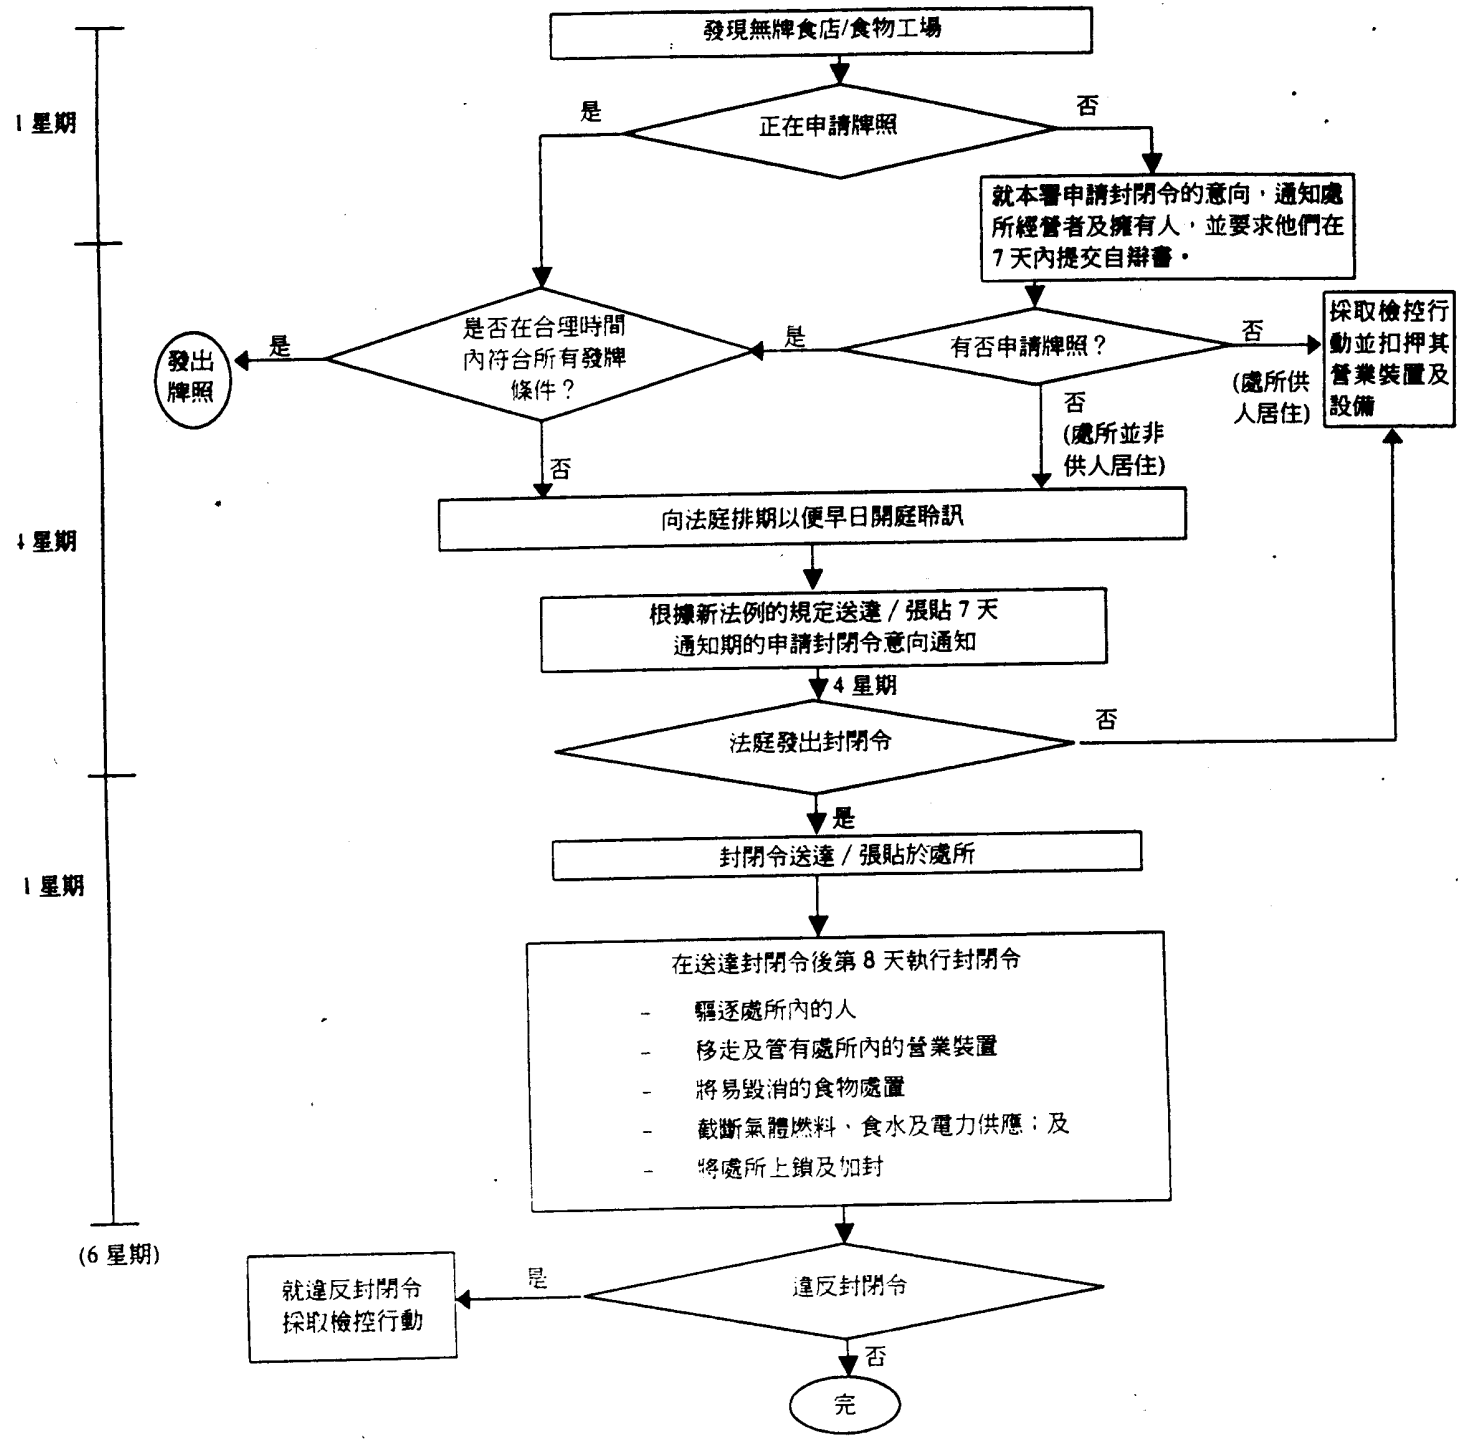 發現無牌食店/食物工場
1 星期
是
否
正在申請牌照
就本署申請封閉令的意向，通知處
所經營者及擁有人，並要求他們在
7 天內提交自辯書。
發出
牌照
是
是否在合理時間
內符合所有發牌
條件？
是
有否申請牌照？
否
(處所供
人居住)
採取檢控行
動並扣押其
營業裝置及
設備
否
否
(處所並非
供人居住)
向法庭排期以便早日開庭聆訊
4 星期
根據新法例的規定送達 / 張貼 7 天
通知期的申請封閉令意向通知
4 星期
法庭發出封閉令
否
是
封閉令送達 / 張貼於處所
1 星期
在送達封閉令後第 8 天執行封閉令
- 驅逐處所內的人
- 移走及管有處所內的營業裝置
- 將易毀消的食物處置
- 截斷氣體燃料、食水及電力供應；及
- 將處所上鎖及加封
(6 星期)
就違反封閉令
採取檢控行動
是
違反封閉令
否
完